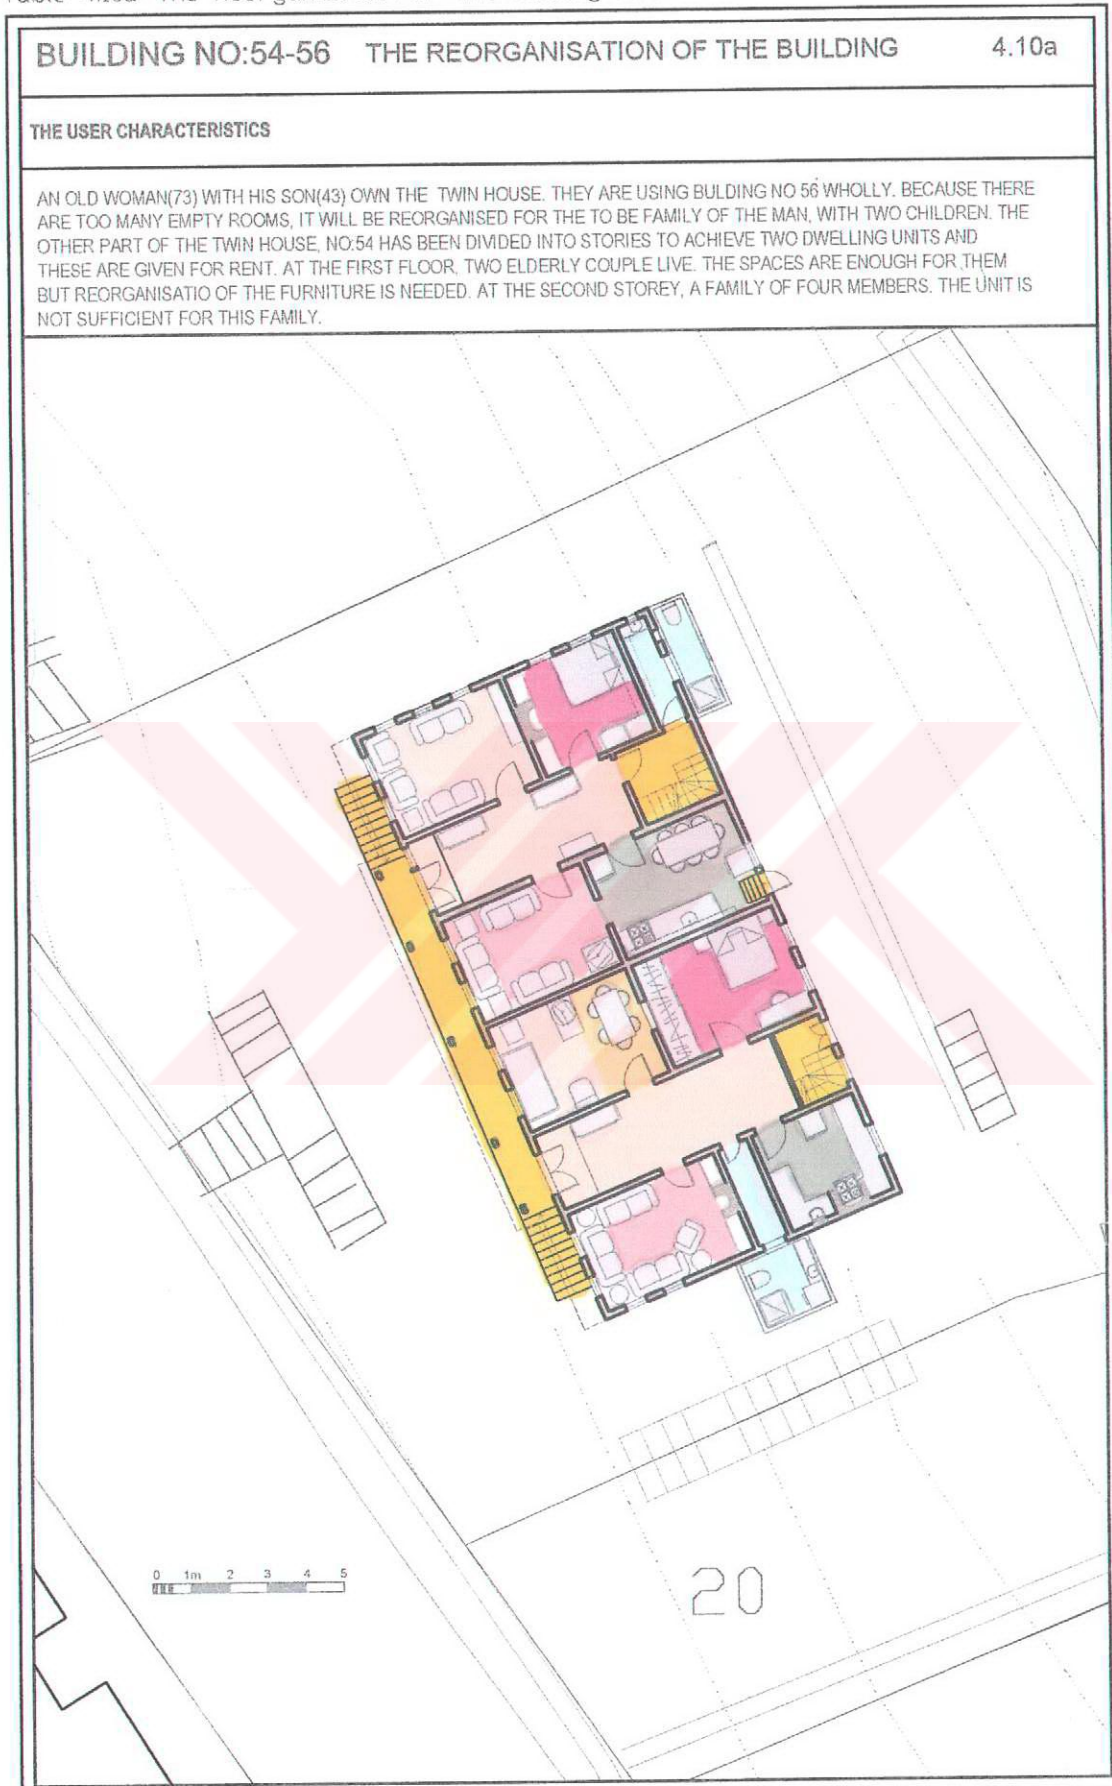 BUILDING NO:54-56 THE REORGANISATION OF THE BUILDING 4.10a
THE USER CHARACTERISTICS
AN OLD WOMAN(73) WITH HIS SON(43) OWN THE TWIN HOUSE. THEY ARE USING BULDING NO 56 WHOLLY. BECAUSE THERE
ARE TOO MANY EMPTY ROOMS, IT WILL BE REORGANISED FOR THE TO BE FAMILY OF THE MAN, WITH TWO CHILDREN. THE
OTHER PART OF THE TWIN HOUSE, NO:54 HAS BEEN DIVIDED INTO STORIES TO ACHIEVE TWO DWELLING UNITS AND
THESE ARE GIVEN FOR RENT. AT THE FIRST FLOOR, TWO ELDERLY COUPLE LIVE. THE SPACES ARE ENOUGH FOR THEM
BUT REORGANISATIO OF THE FURNITURE IS NEEDED. AT THE SECOND STOREY, A FAMILY OF FOUR MEMBERS. THE UNIT IS
NOT SUFFICIENT FOR THIS FAMILY.
0 1m 2 3 4 5
20